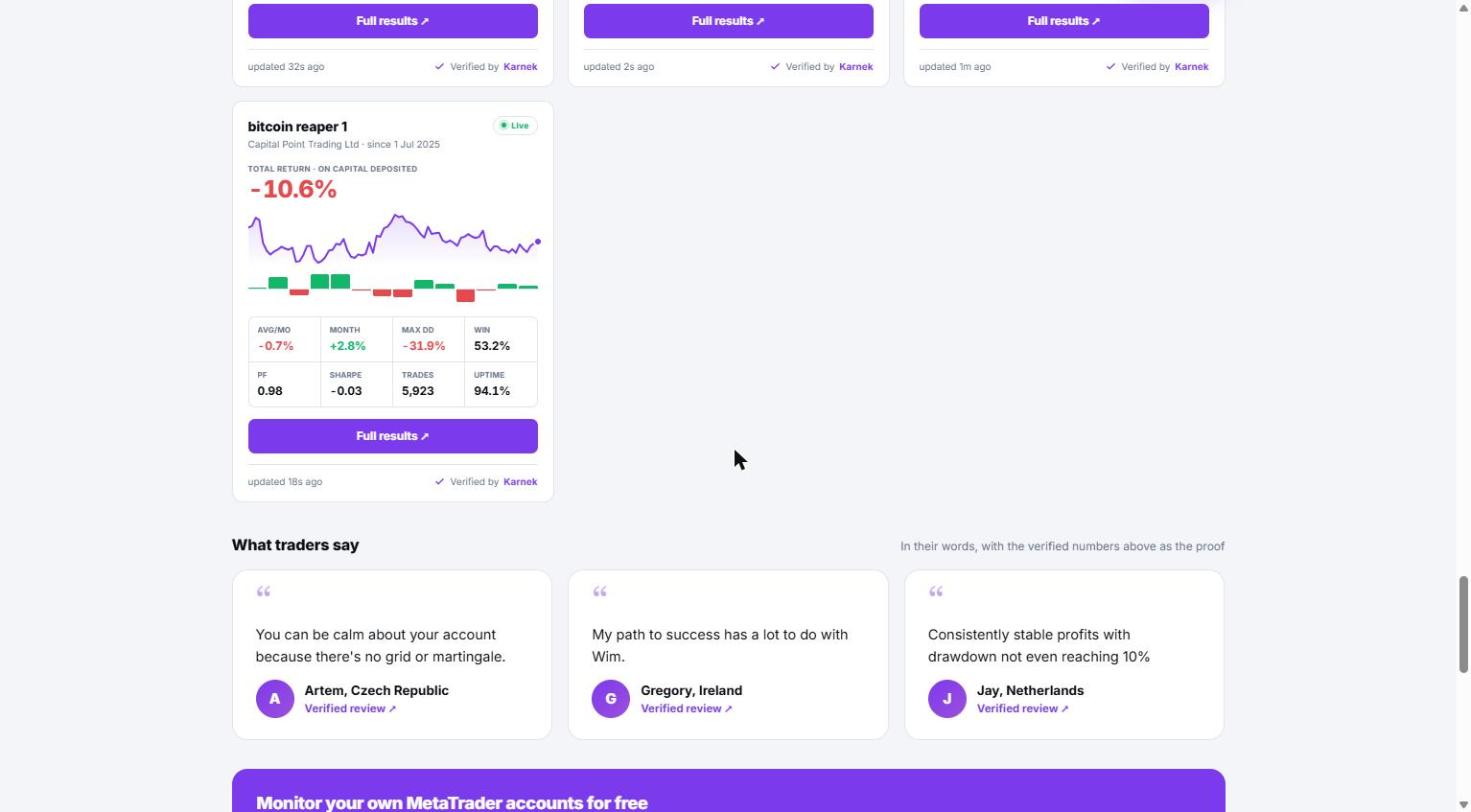 Full results ↗
Full results ↗
Full results ↗
updated 32s ago
✓ Verified by Karnek
updated 2s ago
✓ Verified by Karnek
updated 1m ago
✓ Verified by Karnek
bitcoin reaper 1
Live
Capital Point Trading Ltd · since 1 Jul 2025
TOTAL RETURN · ON CAPITAL DEPOSITED
-10.6%
AVG/MO
MONTH
MAX DD
WIN
-0.7%
+2.8%
-31.9%
53.2%
PF
SHARPE
TRADES
UPTIME
0.98
-0.03
5,923
94.1%
Full results ↗
updated 18s ago
✓ Verified by Karnek
What traders say
In their words, with the verified numbers above as the proof
“
You can be calm about your account
because there's no grid or martingale.
A
Artem, Czech Republic
Verified review ↗
“
My path to success has a lot to do with
Wim.
G
Gregory, Ireland
Verified review ↗
“
Consistently stable profits with
drawdown not even reaching 10%
J
Jay, Netherlands
Verified review ↗
Monitor your own MetaTrader accounts for free